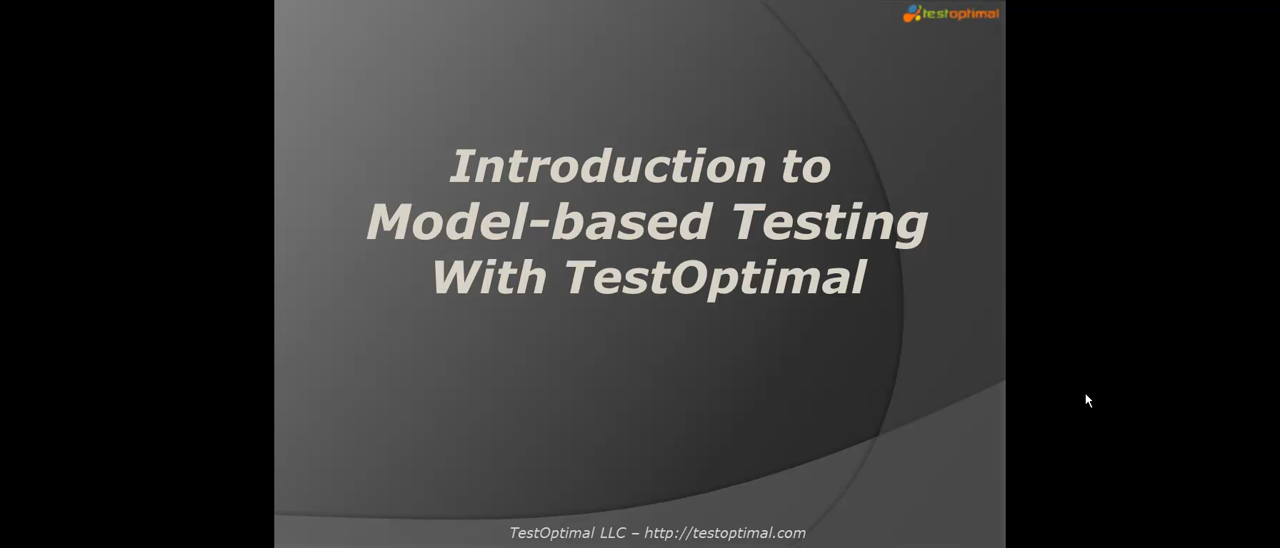 testoptimal
Introduction to
Model-based Testing
With TestOptimal
TestOptimal LLC – http://testoptimal.com